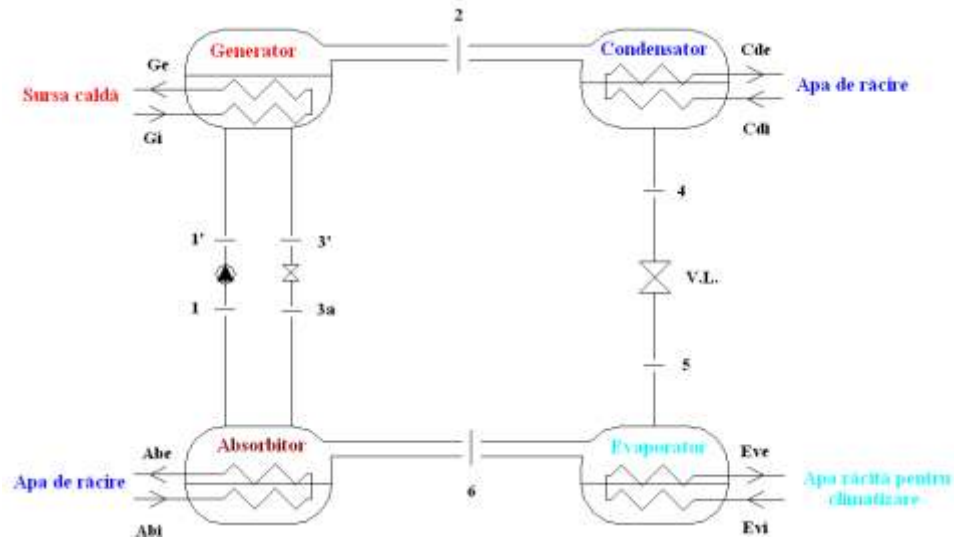 2
Generator
Condensator
Cde
Ge
Sursa caldă
Apa de răcire
Gi
Cdi
4
1'
3'
V.L.
1
3a
5
Absorbitor
Evaporator
Abe
Eve
Apa de răcire
Apa răcită pentru
climatizare
6
Abi
Evi